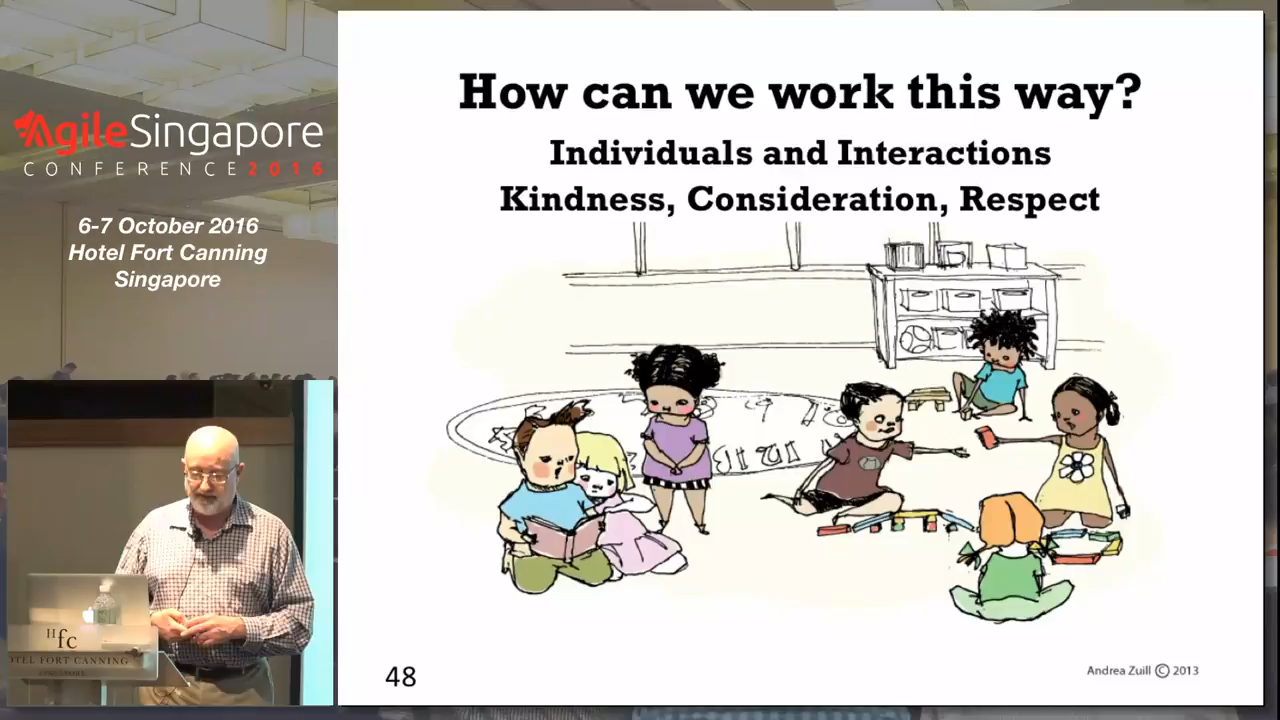 AgileSingapore
CONFERENCE2016
6-7 October 2016
Hotel Fort Canning
Singapore
How can we work this way?
Individuals and Interactions
Kindness, Consideration, Respect
Hfc
HOTEL FORT CANNING
48
Andrea Zuill © 2013